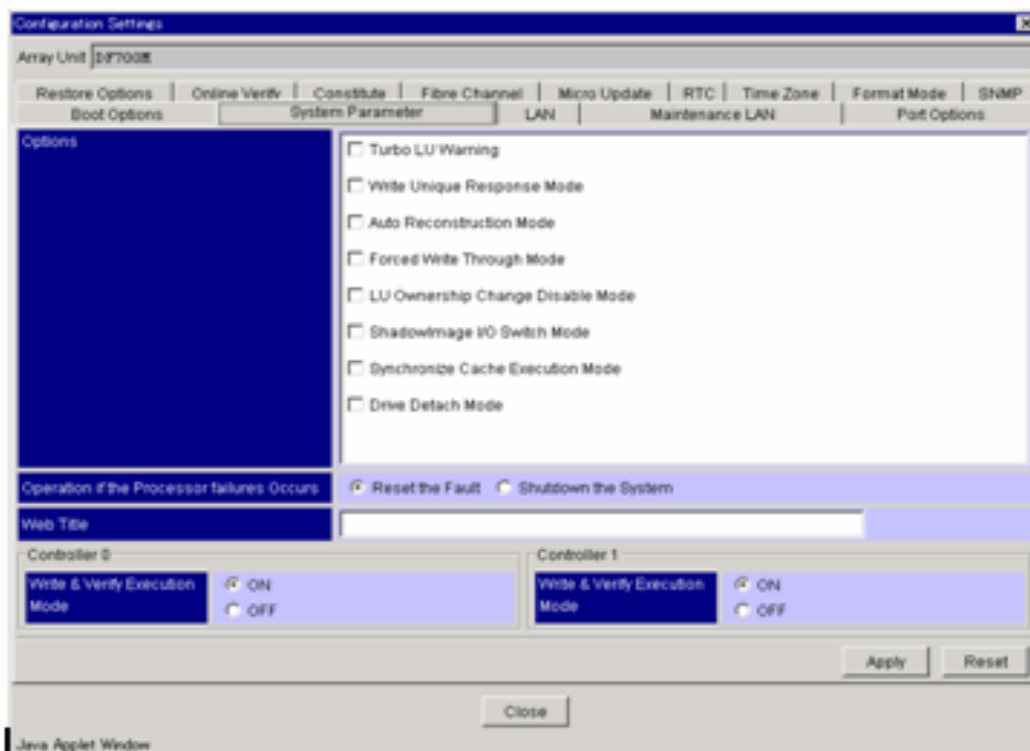 Configuration Settings
Array Unit DF700M
Restore Options Online Verify Constitute Fibre Channel Micro Update RTC Time Zone Format Mode SNMP
Boot Options System Parameter LAN Maintenance LAN Port Options
Options
Turbo LU Warning
Write Unique Response Mode
Auto Reconstruction Mode
Forced Write Through Mode
LU Ownership Change Disable Mode
ShadowImage I/O Switch Mode
Synchronize Cache Execution Mode
Drive Detach Mode
Operation if the Processor failures Occurs Reset the Fault Shutdown the System
Web Title
Controller 0 Controller 1
Write & Verify Execution Mode ON OFF
Write & Verify Execution Mode ON OFF
Apply Reset
Close
Java Applet Window